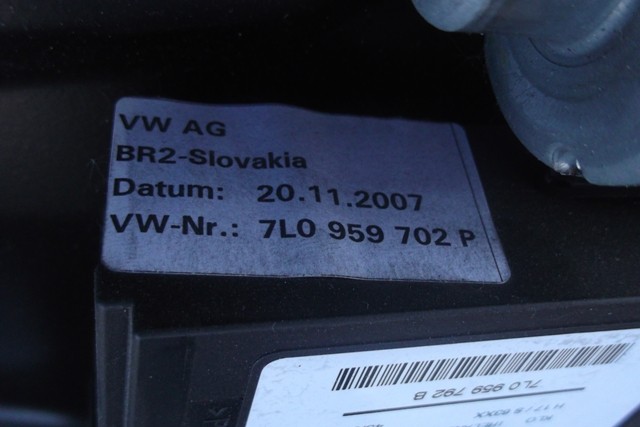 VW AG
BR2-Slovakia
Datum: 20.11.2007
VW-Nr.: 7L0 959 702 P
7L0 959 792 B